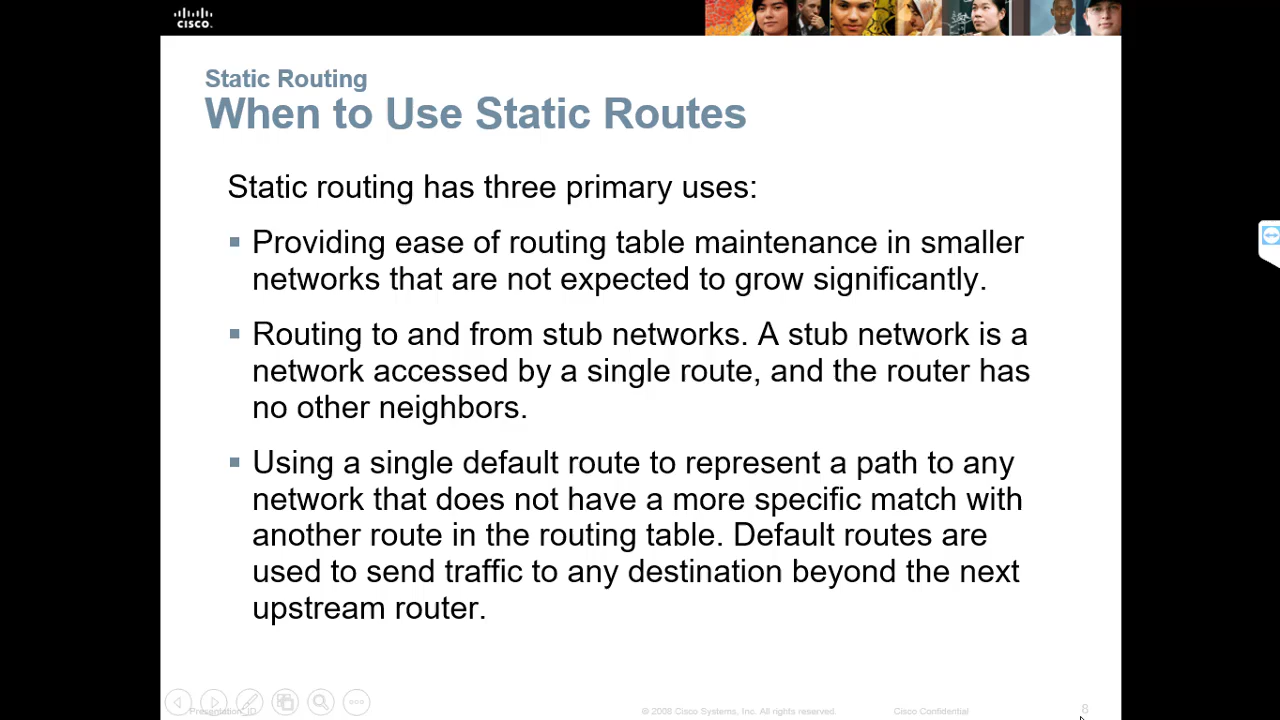 CISCO.
Static Routing
When to Use Static Routes
Static routing has three primary uses:
Providing ease of routing table maintenance in smaller
networks that are not expected to grow significantly.
Routing to and from stub networks. A stub network is a
network accessed by a single route, and the router has
no other neighbors.
Using a single default route to represent a path to any
network that does not have a more specific match with
another route in the routing table. Default routes are
used to send traffic to any destination beyond the next
upstream router.
Presentation_ID
© 2008 Cisco Systems, Inc. All rights reserved.
Cisco Confidential
8